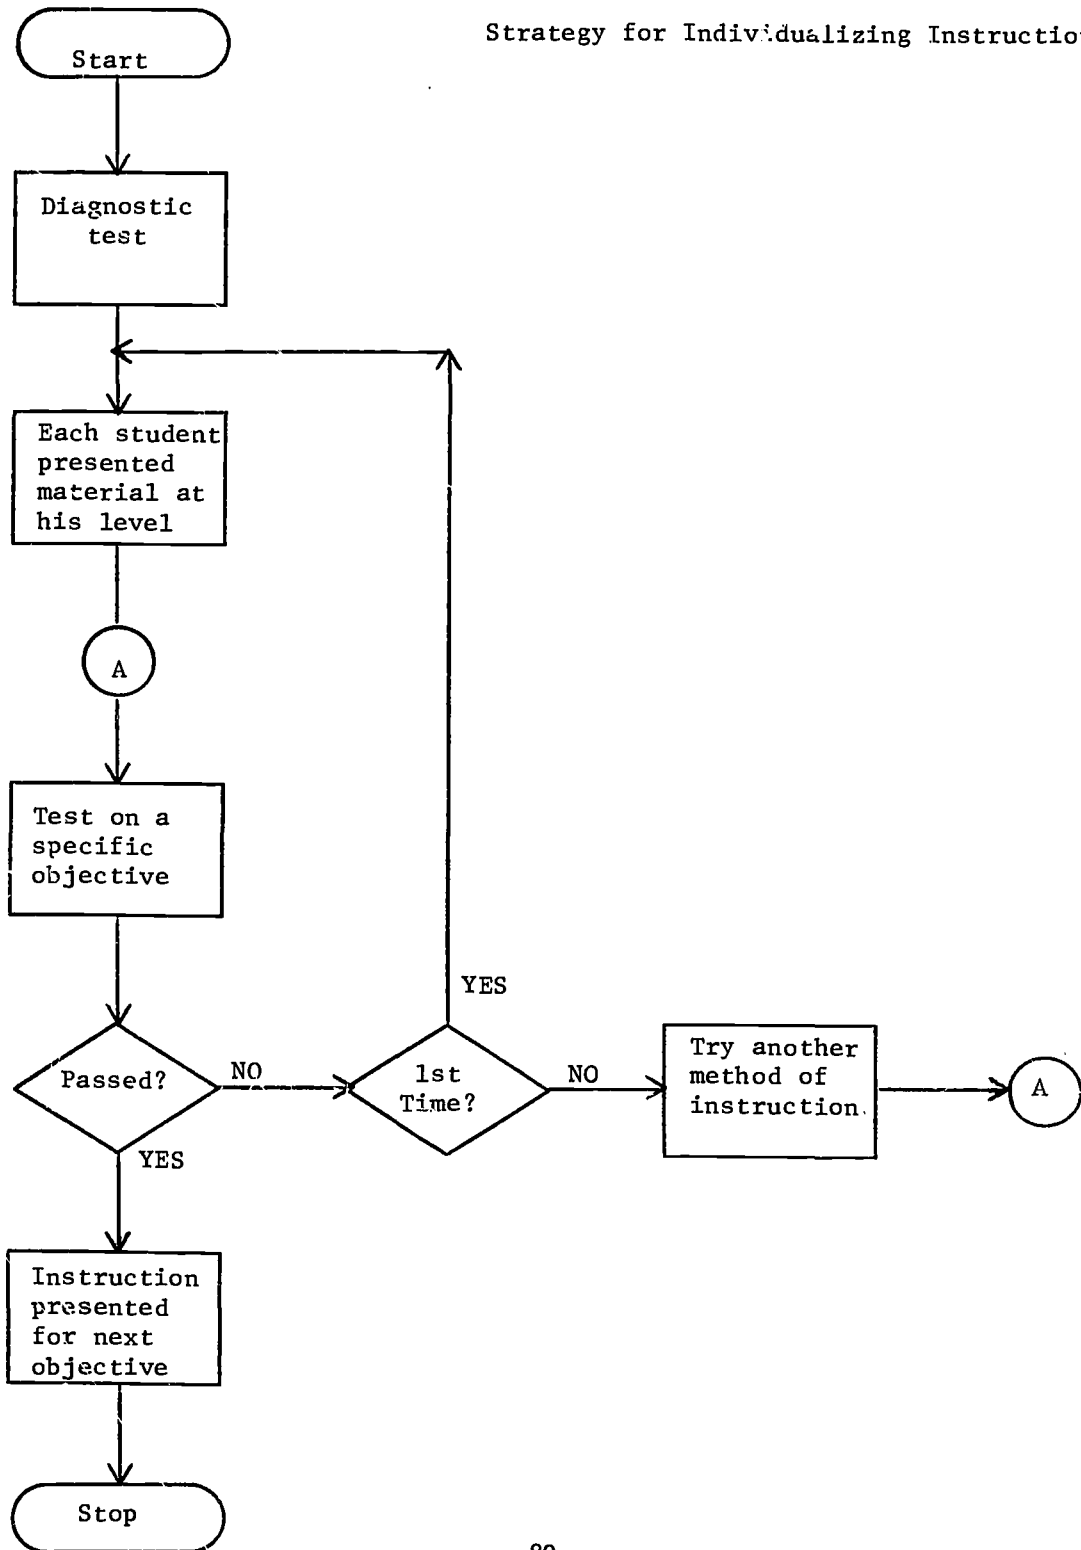 Strategy for Individualizing Instructio
Start
Diagnostic
test
Each student
presented
material at
his level
A
Test on a
specific
objective
YES
Passed?
NO
1st
Time?
NO
Try another
method of
instruction.
A
YES
Instruction
presented
for next
objective
Stop